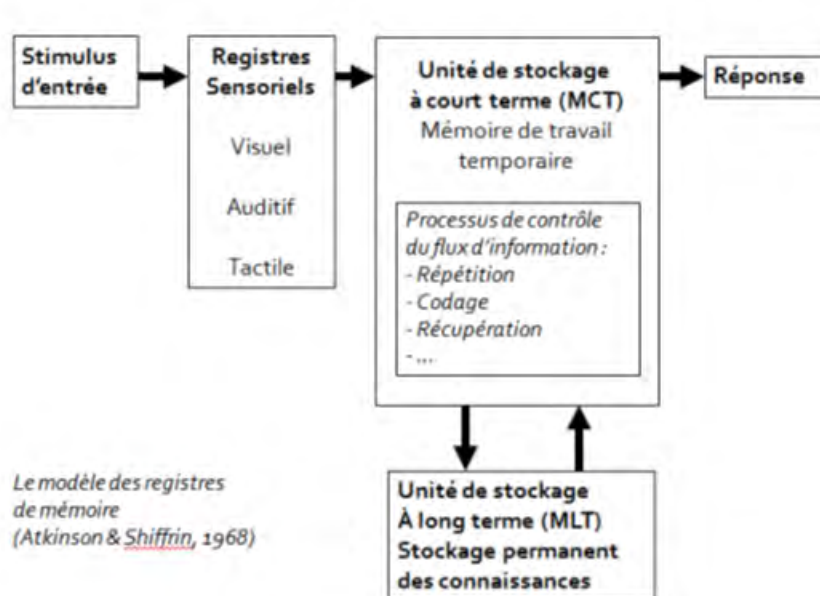 Stimulus
d'entrée
Registres
Sensoriels
Visuel
Auditif
Tactile
Unité de stockage
à court terme (MCT)
Mémoire de travail
temporaire
Processus de contrôle
du flux d'information :
- Répétition
- Codage
- Récupération
- ...
Réponse
Le modèle des registres
de mémoire
(Atkinson & Shiffrin, 1968)
Unité de stockage
À long terme (MLT)
Stockage permanent
des connaissances